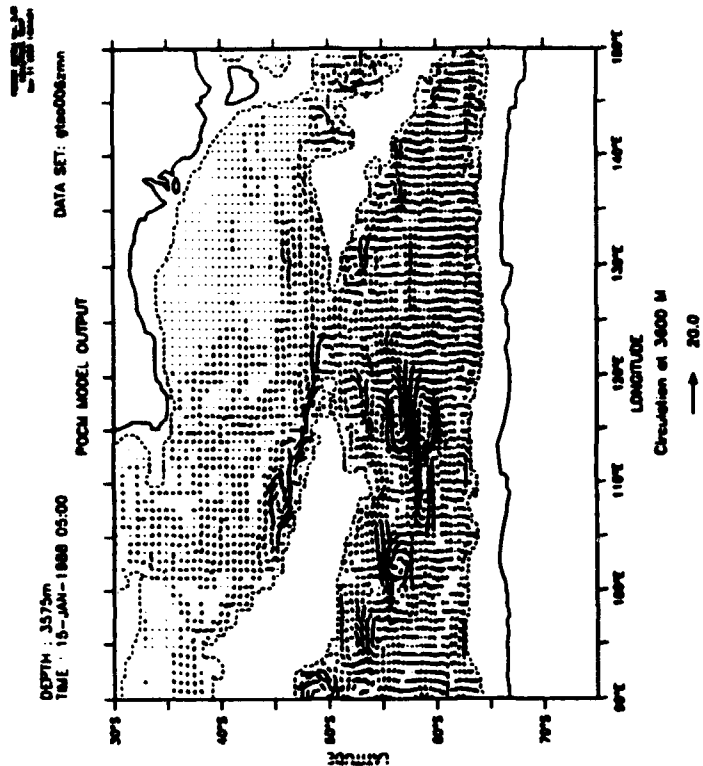 DEPTH : 3575m
TIME : 15-JAN-1988 05:00
POCM MODEL OUTPUT
DATA SET:
30°S
40°S
50°S
60°S
70°S
LATITUDE
90°E
100°E
110°E
120°E
130°E
140°E
150°E
LONGITUDE
Circulation at 3600 M
20.0